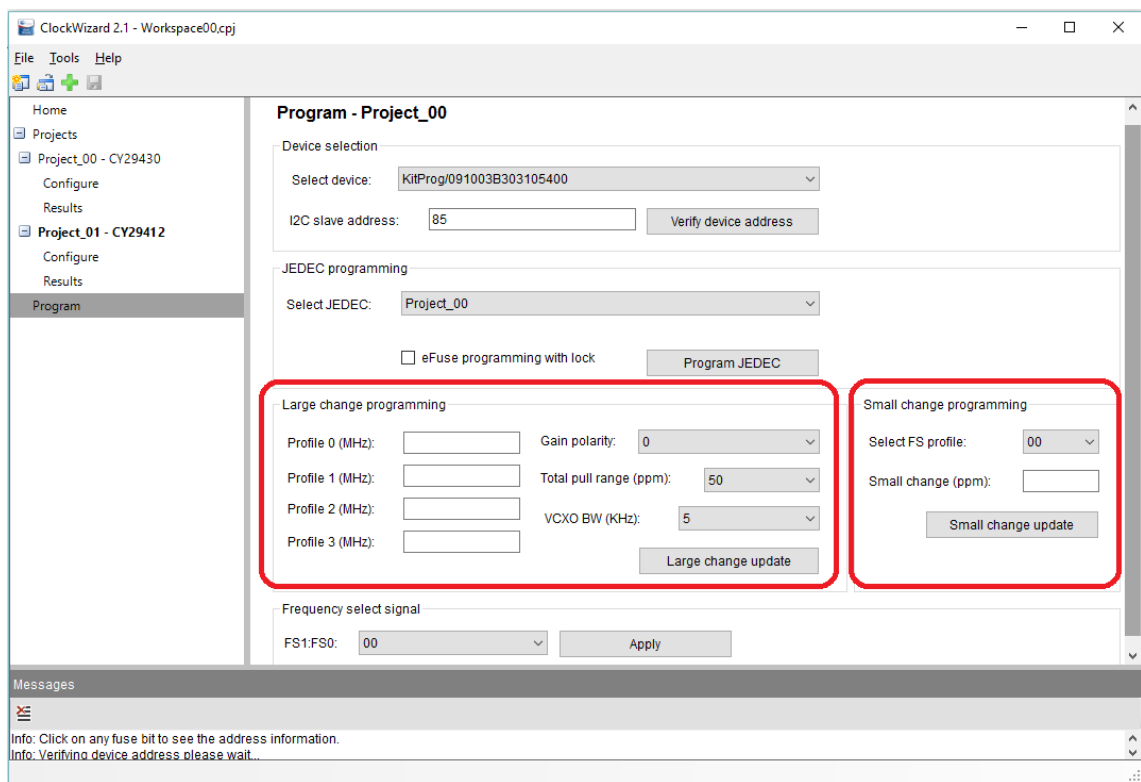 ClockWizard 2.1 - Workspace00.cpj
File Tools Help
Home
Projects
Project_00 - CY29430
Configure
Results
Project_01 - CY29412
Configure
Results
Program
Program - Project_00
Device selection
Select device: KitProg/091003B303105400
I2C slave address: 85 Verify device address
JEDEC programming
Select JEDEC: Project_00
eFuse programming with lock Program JEDEC
Large change programming
Profile 0 (MHz): Gain polarity: 0
Profile 1 (MHz): Total pull range (ppm): 50
Profile 2 (MHz): VCXO BW (KHz): 5
Profile 3 (MHz):
Large change update
Small change programming
Select FS profile: 00
Small change (ppm):
Small change update
Frequency select signal
FS1:FS0: 00 Apply
Messages
Info: Click on any fuse bit to see the address information.
Info: Verifying device address please wait...